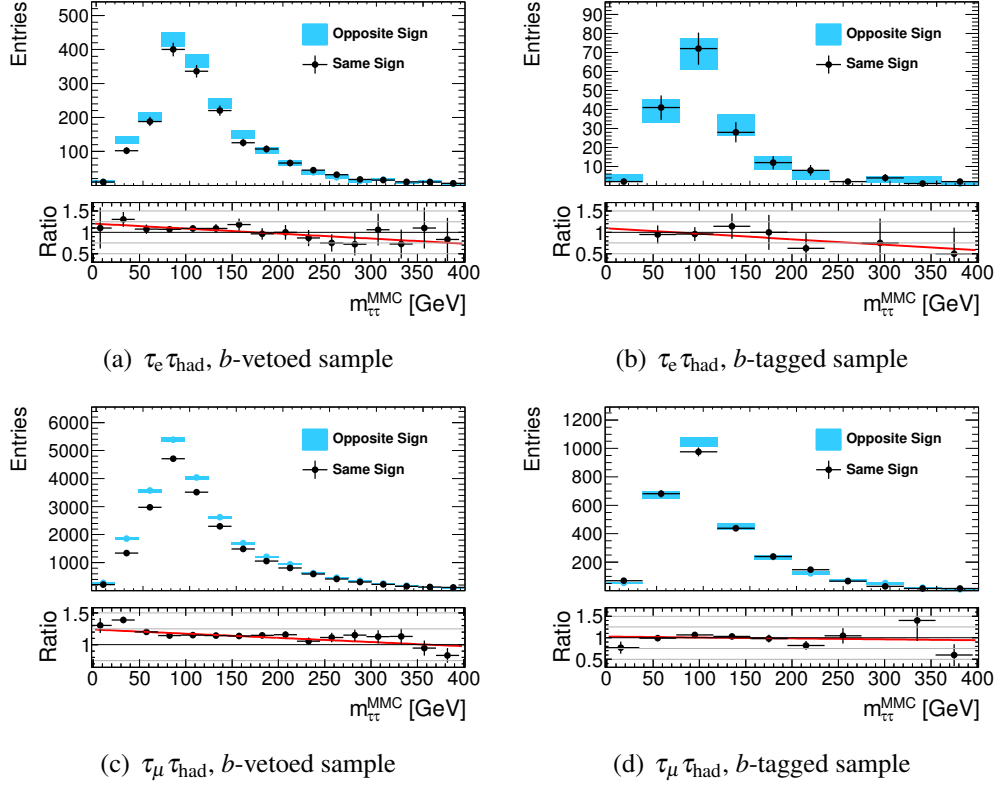 Entries
500
400
300
200
100
Opposite Sign
Same Sign
Ratio
1.5
1
0.5
0 50 100 150 200 250 300 350 400
m_ττ^MMC [GeV]
(a) τ_e τ_had, b-vetoed sample
Entries
90
80
70
60
50
40
30
20
10
Opposite Sign
Same Sign
Ratio
1.5
1
0.5
0 50 100 150 200 250 300 350 400
m_ττ^MMC [GeV]
(b) τ_e τ_had, b-tagged sample
Entries
6000
5000
4000
3000
2000
1000
Opposite Sign
Same Sign
Ratio
1.5
1
0 50 100 150 200 250 300 350 400
m_ττ^MMC [GeV]
(c) τ_μ τ_had, b-vetoed sample
Entries
1200
1000
800
600
400
200
Opposite Sign
Same Sign
Ratio
1.5
1
0.5
0 50 100 150 200 250 300 350 400
m_ττ^MMC [GeV]
(d) τ_μ τ_had, b-tagged sample